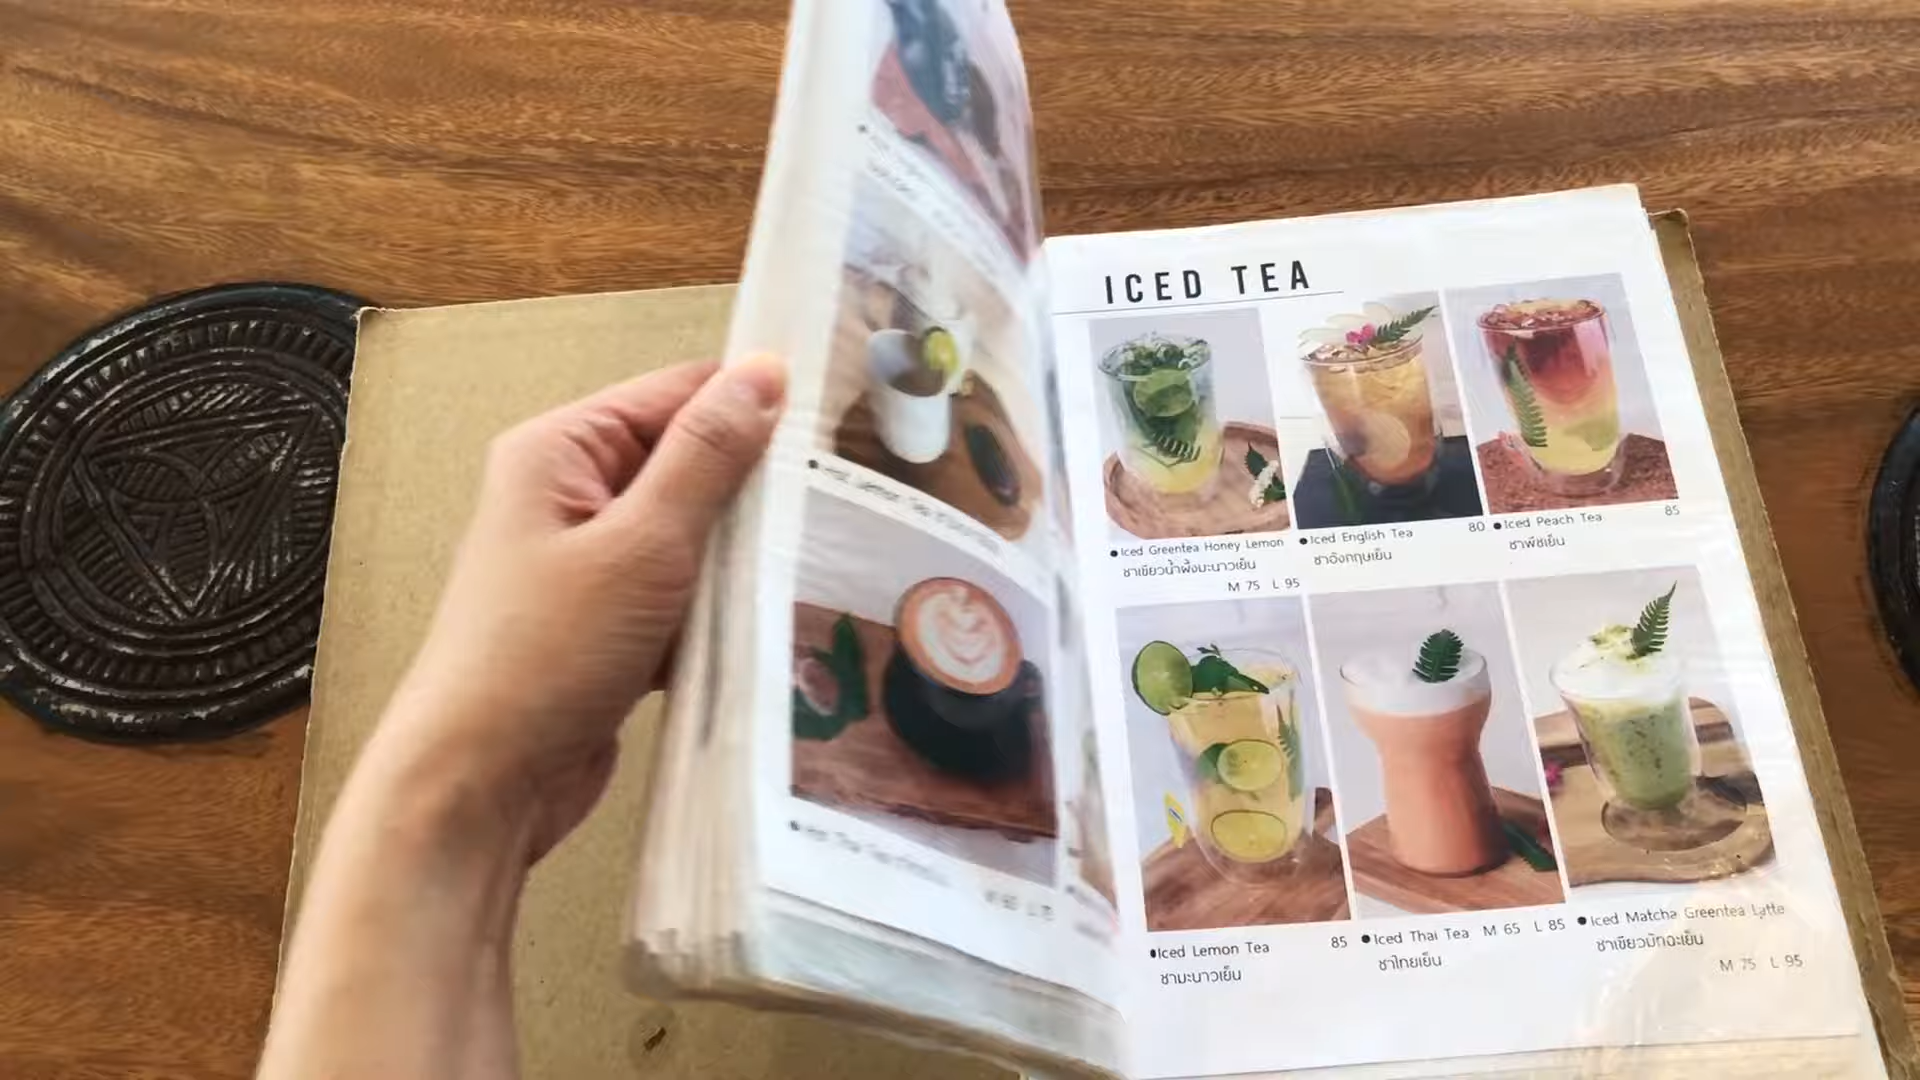 ICED TEA
Iced Greentea Honey Lemon
ชาเขียวน้ำผึ้งมะนาวเย็น
M 75 L 95
Iced English Tea 80
ชาอังกฤษเย็น
Iced Peach Tea 85
ชาพีชเย็น
Iced Lemon Tea 85
ชามะนาวเย็น
Iced Thai Tea M 65 L 85
ชาไทยเย็น
Iced Matcha Greentea Latte
ชาเขียวมัทฉะเย็น
M 75 L 95